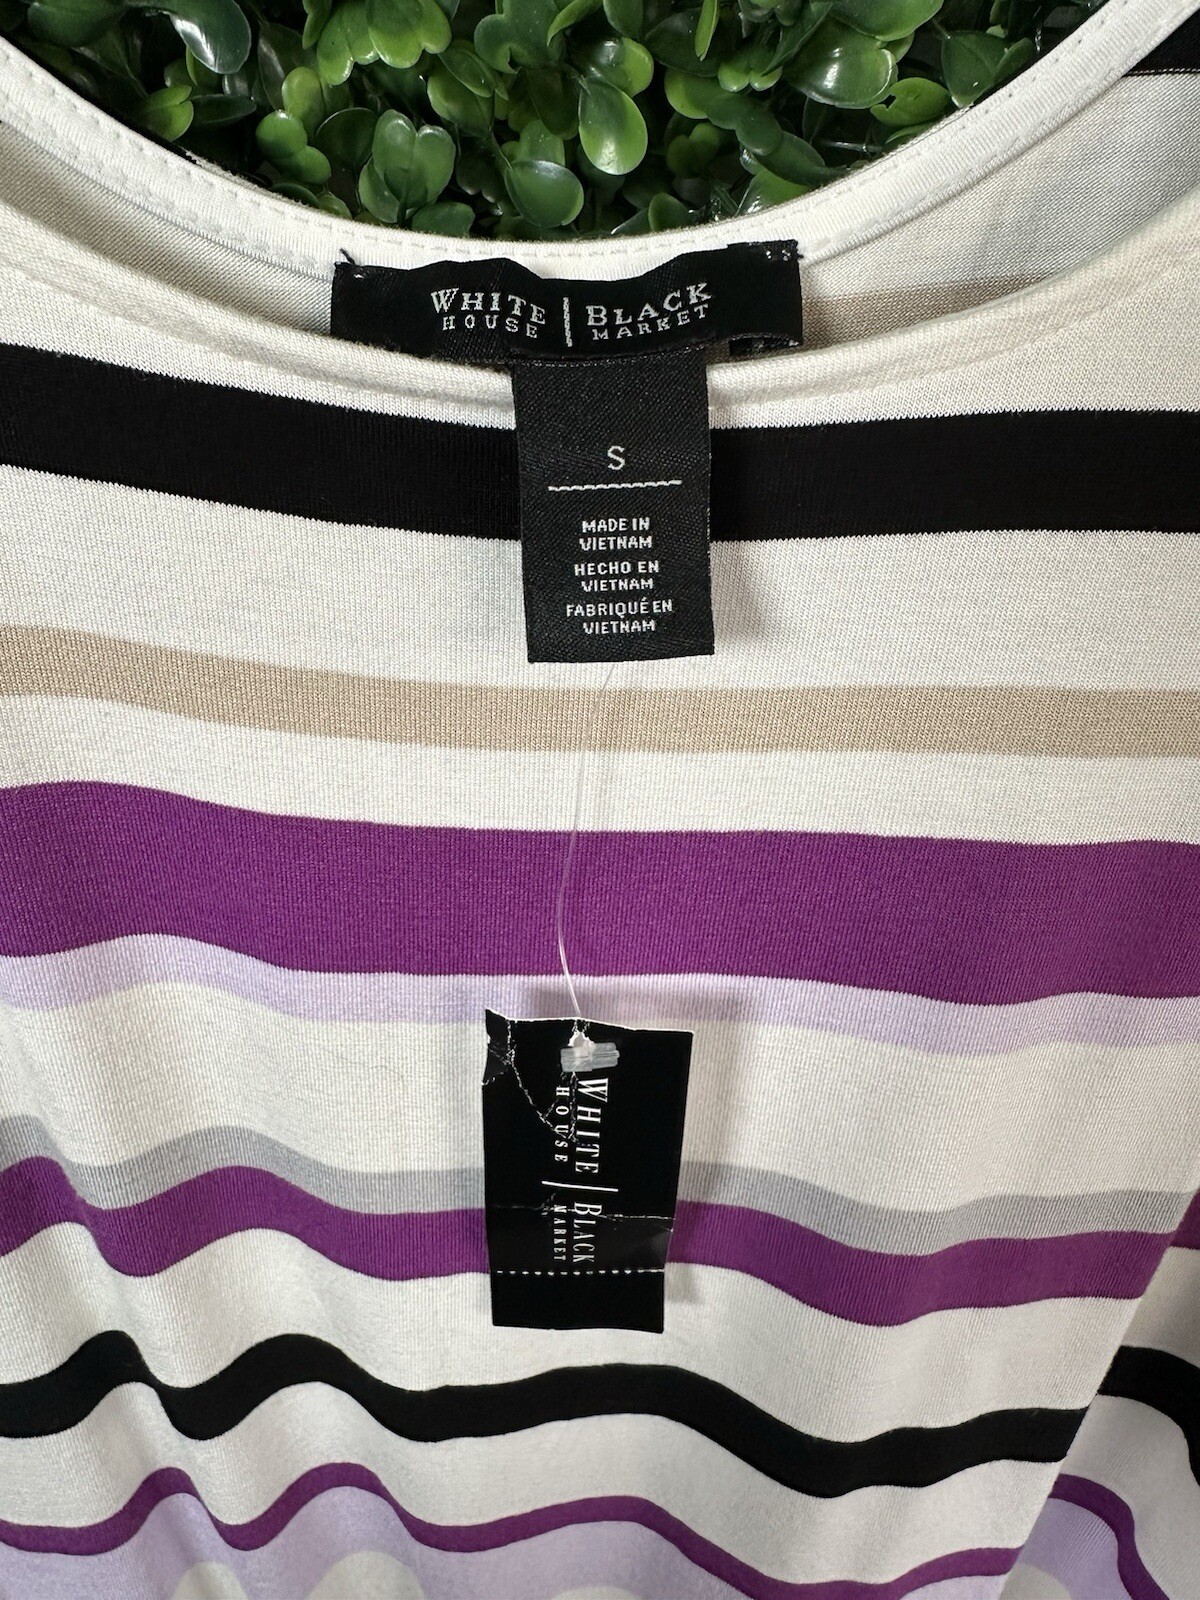 WHITE | BLACK
HOUSE | MARKET
S
MADE IN
VIETNAM
HECHO EN
VIETNAM
FABRIQUÉ EN
VIETNAM
WHITE | BLACK
HOUSE | MARKET